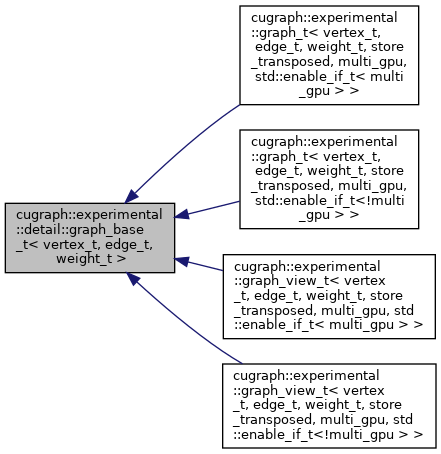 cugraph::experimental
::graph_t< vertex_t,
edge_t, weight_t, store
_transposed, multi_gpu,
std::enable_if_t< multi
_gpu > >
cugraph::experimental
::graph_t< vertex_t,
edge_t, weight_t, store
_transposed, multi_gpu,
std::enable_if_t<!multi
_gpu > >
cugraph::experimental
::detail::graph_base
_t< vertex_t, edge_t,
weight_t >
cugraph::experimental
::graph_view_t< vertex
_t, edge_t, weight_t, store
_transposed, multi_gpu, std
::enable_if_t< multi_gpu > >
cugraph::experimental
::graph_view_t< vertex
_t, edge_t, weight_t, store
_transposed, multi_gpu, std
::enable_if_t<!multi_gpu > >